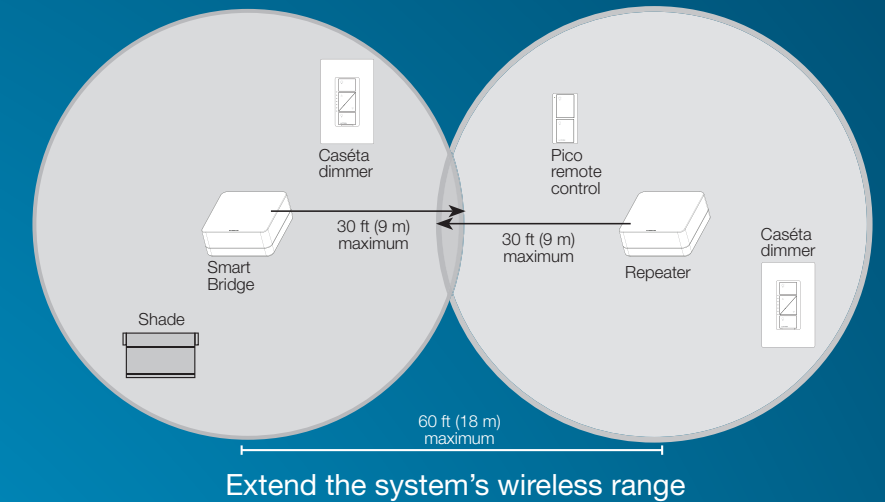 Caséta
dimmer
Pico
remote
control
30 ft (9 m)
maximum
30 ft (9 m)
maximum
Smart
Bridge
Repeater
Caséta
dimmer
Shade
60 ft (18 m)
maximum
Extend the system's wireless range